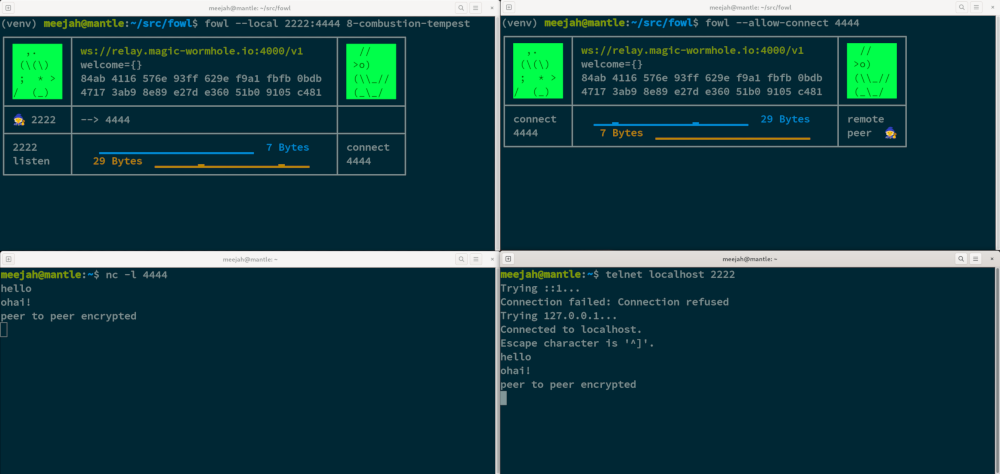 meejah@mantle: ~/src/fowl
(venv) meejah@mantle:~/src/fowl$ fowl --local 2222:4444 8-combustion-tempest
ws://relay.magic-wormhole.io:4000/v1
welcome={}
84ab 4116 576e 93ff 629e f9a1 fbfb 0bdb
4717 3ab9 8e89 e27d e360 51b0 9105 c481
🧙 2222 --> 4444
2222
listen
7 Bytes
29 Bytes
connect
4444
meejah@mantle: ~/src/fowl
(venv) meejah@mantle:~/src/fowl$ fowl --allow-connect 4444
ws://relay.magic-wormhole.io:4000/v1
welcome={}
84ab 4116 576e 93ff 629e f9a1 fbfb 0bdb
4717 3ab9 8e89 e27d e360 51b0 9105 c481
connect
4444
29 Bytes
7 Bytes
remote
peer 🧙
meejah@mantle: ~
meejah@mantle:~$ nc -l 4444
hello
ohai!
peer to peer encrypted
meejah@mantle: ~
meejah@mantle:~$ telnet localhost 2222
Trying ::1...
Connection failed: Connection refused
Trying 127.0.0.1...
Connected to localhost.
Escape character is '^]'.
hello
ohai!
peer to peer encrypted